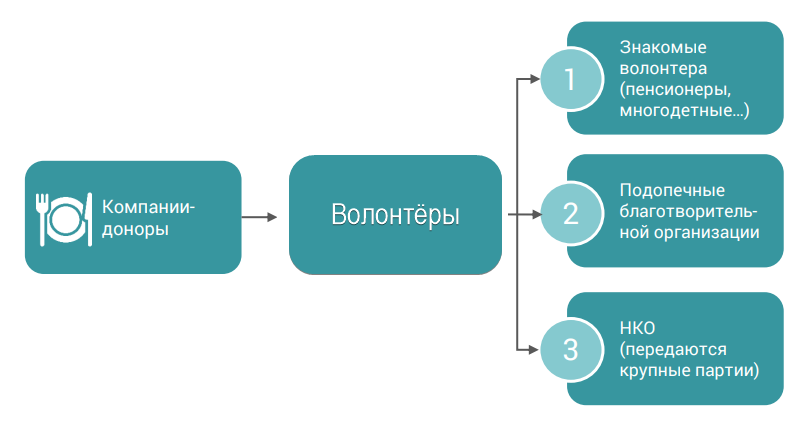 Компании-
доноры
Волонтёры
1
Знакомые
волонтера
(пенсионеры,
многодетные...)
2
Подопечные
благотворитель-
ной организации
3
НКО
(передаются
крупные партии)